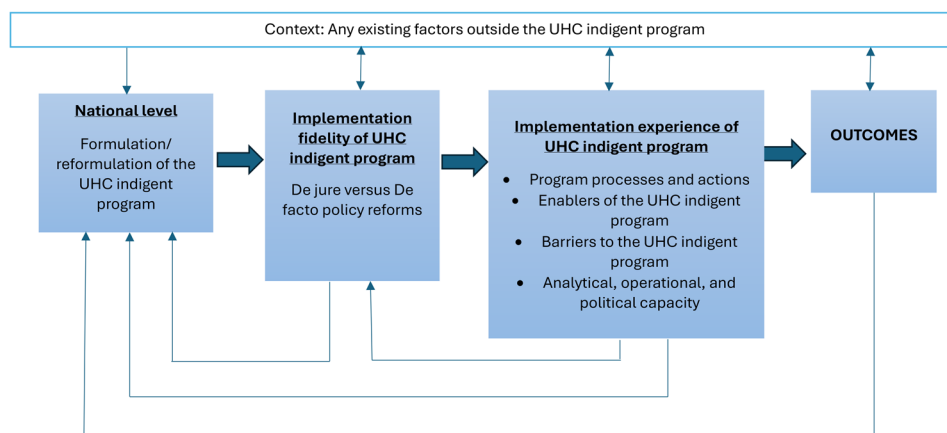 Context: Any existing factors outside the UHC indigent program
National level
Formulation/
reformulation of the
UHC indigent
program
Implementation
fidelity of UHC
indigent program
De jure versus De
facto policy reforms
Implementation experience of
UHC indigent program
• Program processes and actions
• Enablers of the UHC indigent
program
• Barriers to the UHC indigent
program
• Analytical, operational, and
political capacity
OUTCOMES